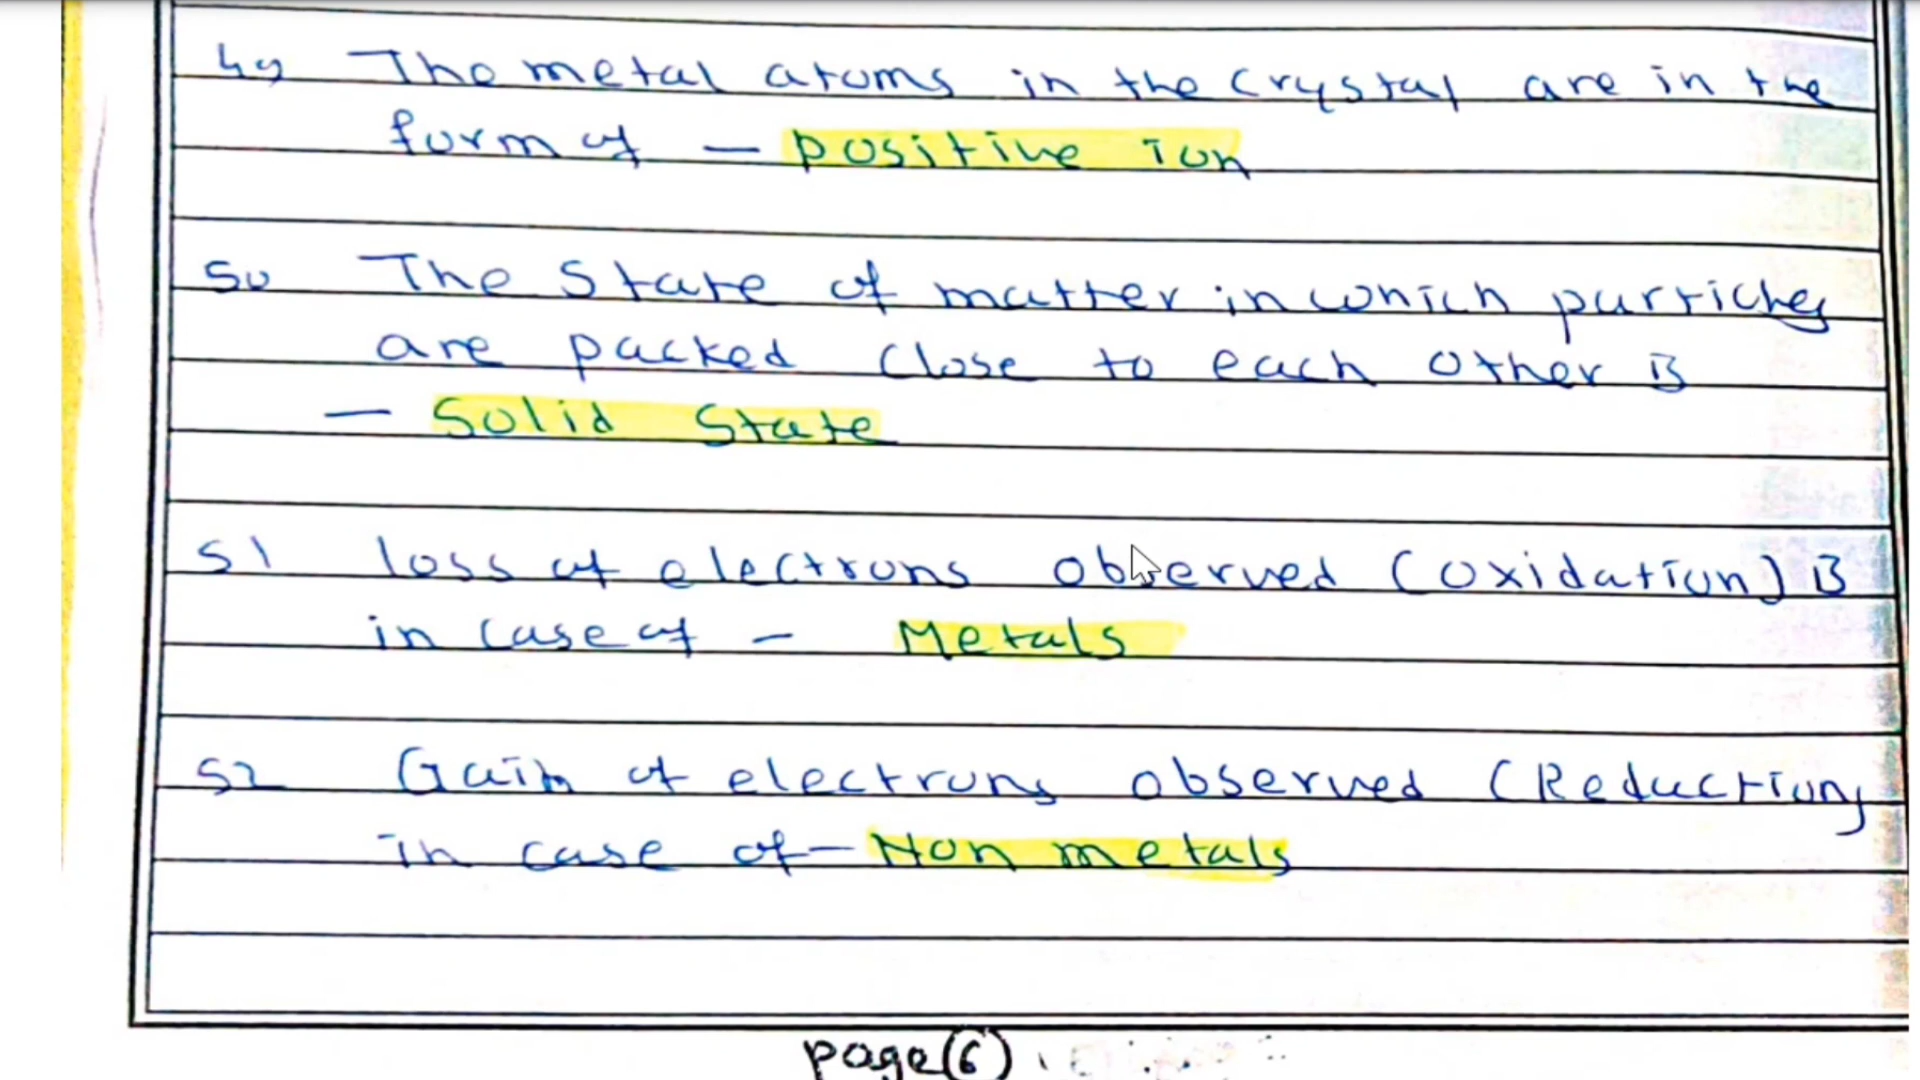 49 The metal atoms in the crystal are in the
form of - positive ion
50 The State of matter in which particles
are packed close to each other is
- Solid State
51 loss of electrons observed (oxidation) is
in case of - Metals
52 Gain of electrons observed (Reduction)
in case of - Non metals
page (6)